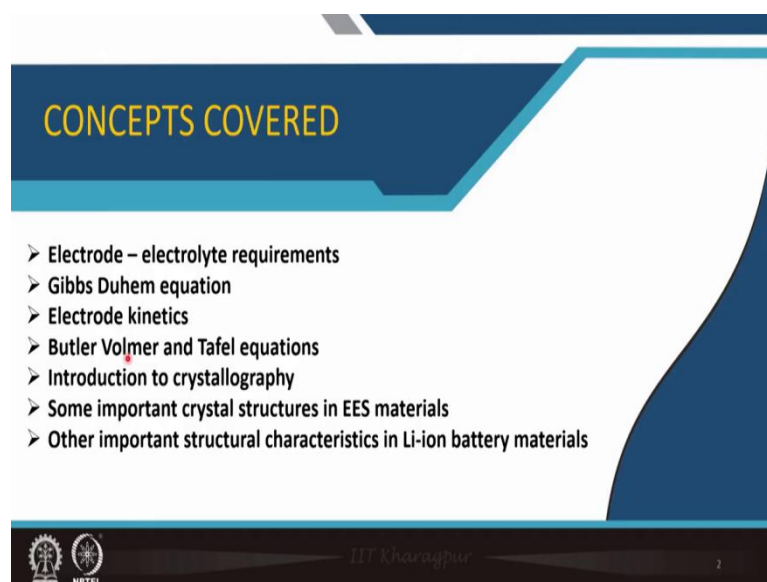 CONCEPTS COVERED
➢ Electrode – electrolyte requirements
➢ Gibbs Duhem equation
➢ Electrode kinetics
➢ Butler Volmer and Tafel equations
➢ Introduction to crystallography
➢ Some important crystal structures in EES materials
➢ Other important structural characteristics in Li-ion battery materials
IIT Kharagpur
NPTEL
2